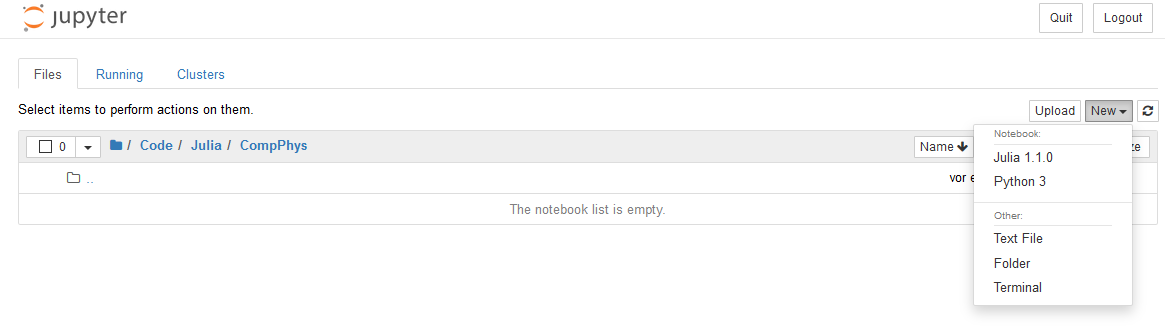 jupyter
Quit
Logout
Files
Running
Clusters
Select items to perform actions on them.
Upload
New
0
/ Code / Julia / CompPhys
Name
..
The notebook list is empty.
Notebook:
Julia 1.1.0
Python 3
Other:
Text File
Folder
Terminal
vor